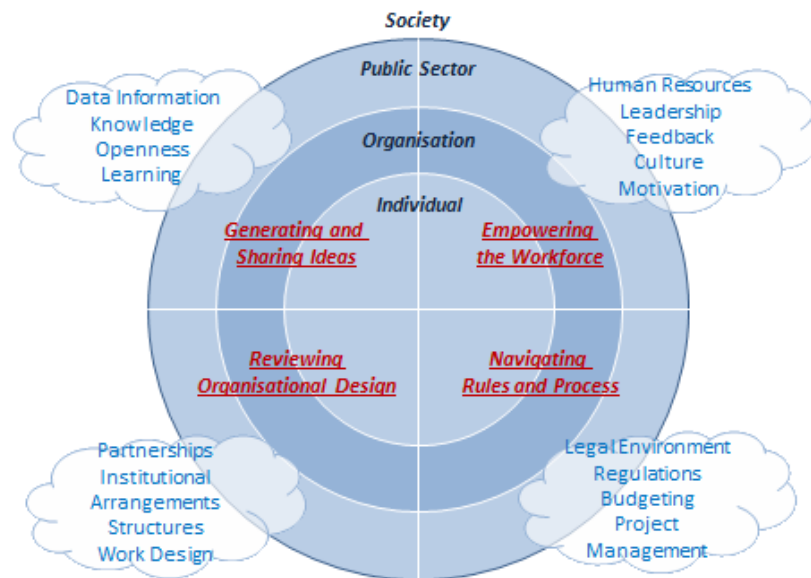 Society
Public Sector
Organisation
Individual
Data Information
Knowledge
Openness
Learning
Human Resources
Leadership
Feedback
Culture
Motivation
Generating and
Sharing Ideas
Empowering
the Workforce
Reviewing
Organisational Design
Navigating
Rules and Process
Partnerships
Institutional
Arrangements
Structures
Work Design
Legal Environment
Regulations
Budgeting
Project
Management